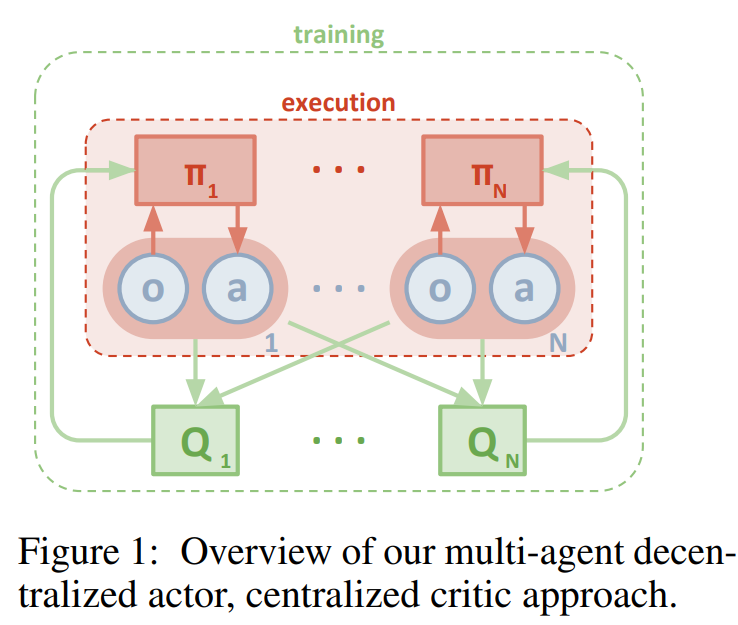 training
execution
π1 · · · πN
o a 1 · · · o a N
Q1 · · · QN
Figure 1: Overview of our multi-agent decen-
tralized actor, centralized critic approach.